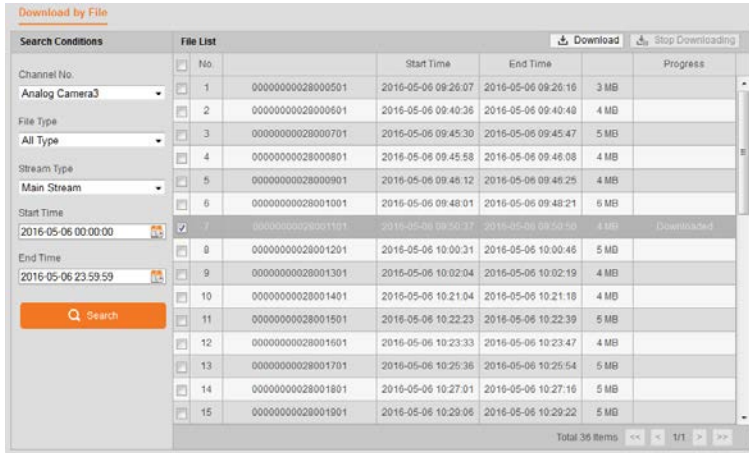 Download by File
Search Conditions
File List
Download
Stop Downloading
No. Start Time End Time Progress
Channel No.
Analog Camera3
File Type
All Type
Stream Type
Main Stream
Start Time
2016-05-06 00:00:00
End Time
2016-05-06 23:59:59
Search
1 00000000028000501 2016-05-06 09:26:07 2016-05-06 09:26:16 3 MB
2 00000000028000601 2016-05-06 09:40:36 2016-05-06 09:40:48 4 MB
3 00000000028000701 2016-05-06 09:45:30 2016-05-06 09:45:47 5 MB
4 00000000028000801 2016-05-06 09:45:58 2016-05-06 09:46:08 4 MB
5 00000000028000901 2016-05-06 09:46:12 2016-05-06 09:46:25 4 MB
6 00000000028001001 2016-05-06 09:48:01 2016-05-06 09:48:21 6 MB
7 00000000028001101 2016-05-06 09:50:37 2016-05-06 09:50:50 4 MB Downloaded
8 00000000028001201 2016-05-06 10:00:31 2016-05-06 10:00:46 5 MB
9 00000000028001301 2016-05-06 10:02:04 2016-05-06 10:02:19 4 MB
10 00000000028001401 2016-05-06 10:21:04 2016-05-06 10:21:18 4 MB
11 00000000028001501 2016-05-06 10:22:23 2016-05-06 10:22:39 5 MB
12 00000000028001601 2016-05-06 10:23:33 2016-05-06 10:23:47 4 MB
13 00000000028001701 2016-05-06 10:25:36 2016-05-06 10:25:54 5 MB
14 00000000028001801 2016-05-06 10:27:01 2016-05-06 10:27:16 5 MB
15 00000000028001901 2016-05-06 10:29:06 2016-05-06 10:29:22 5 MB
Total 36 Items << < 1/1 > >>